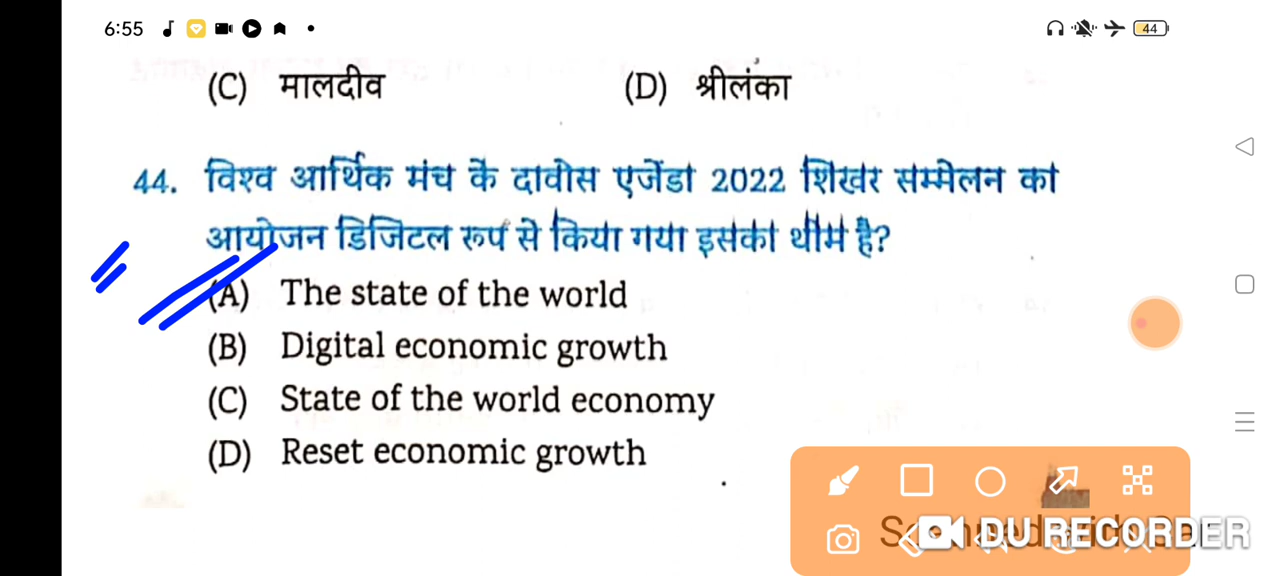 6:55
44
(C) मालदीव (D) श्रीलंका
44. विश्व आर्थिक मंच के दावोस एजेंडा 2022 शिखर सम्मेलन का
आयोजन डिजिटल रूप से किया गया इसका थीम है?
(A) The state of the world
(B) Digital economic growth
(C) State of the world economy
(D) Reset economic growth
DU RECORDER